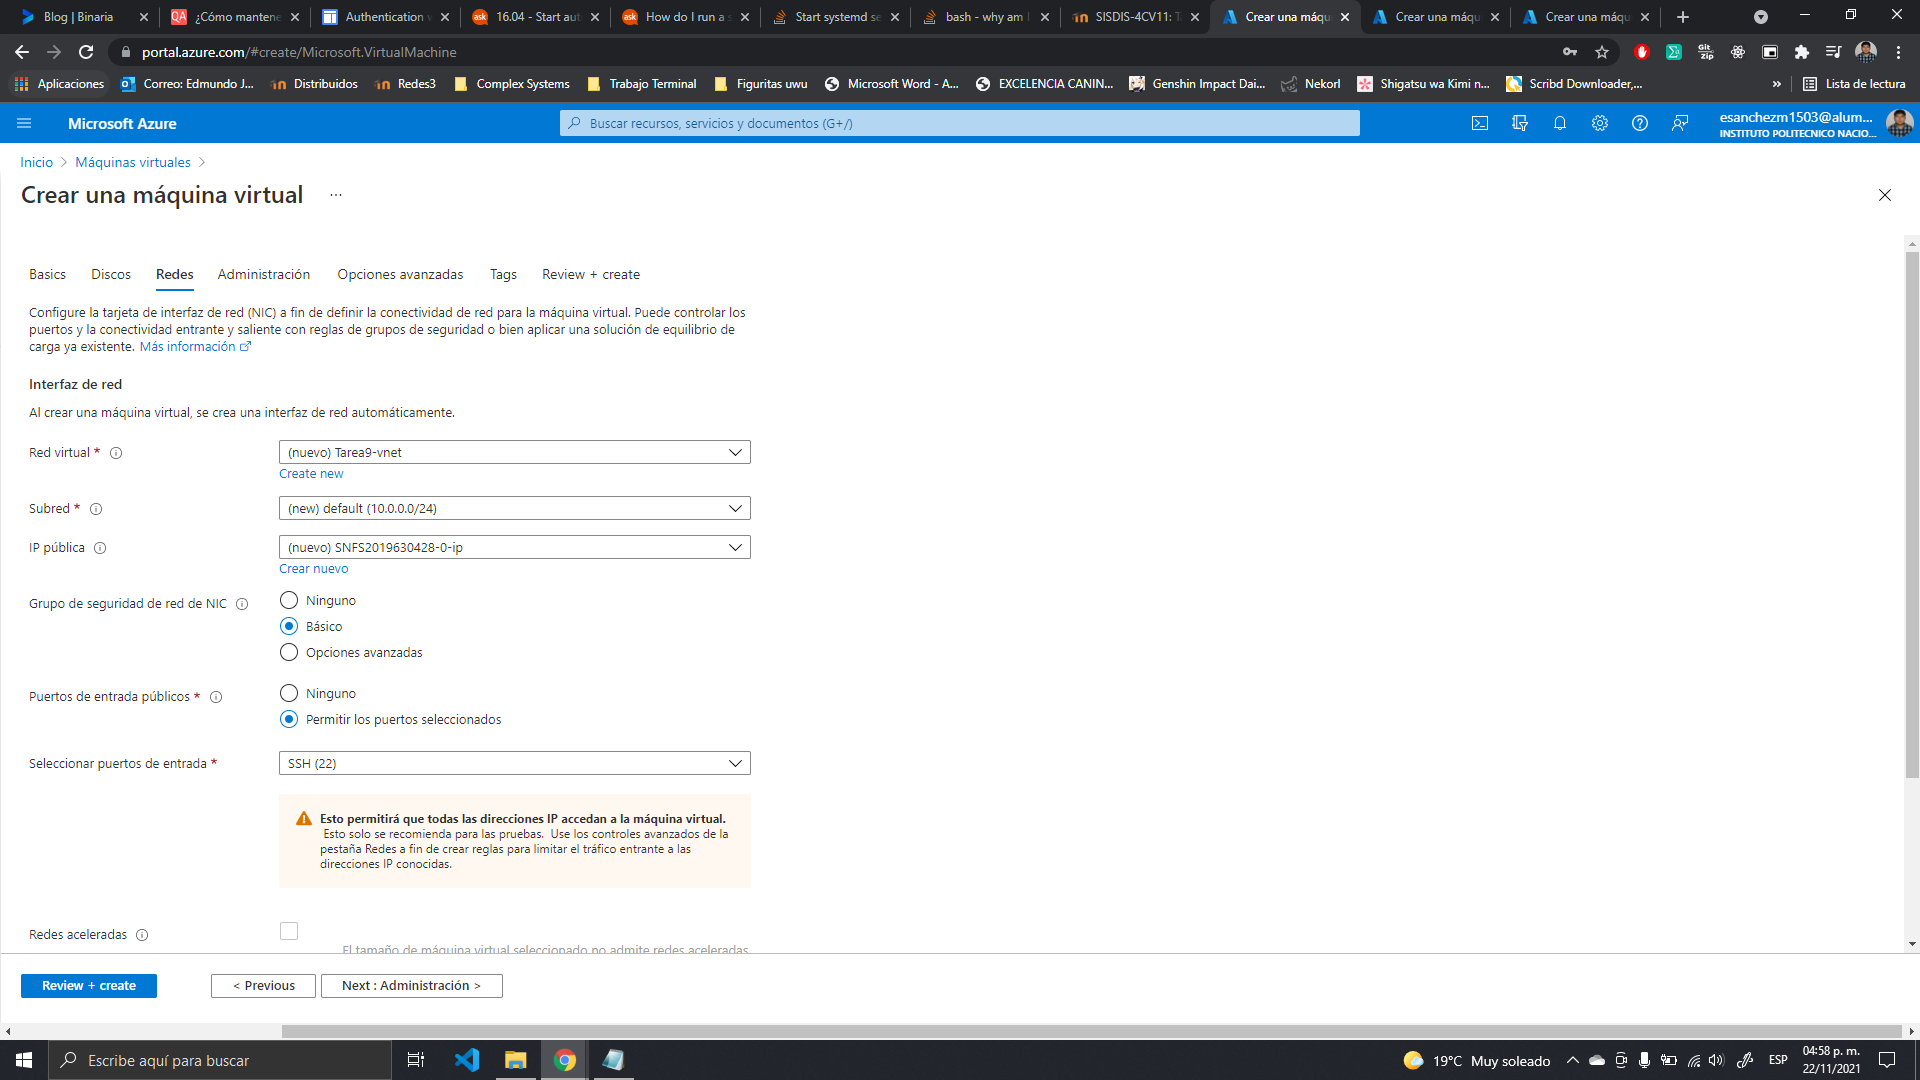 Blog | Binaria
¿Cómo mantene
Authentication
16.04 - Start aut
How do I run a s
Start systemd se
bash - why am
SISDIS-4CV11: T
Crear una máqu
Crear una máqu
Crear una máqu
portal.azure.com/#create/Microsoft.VirtualMachine
Aplicaciones
Correo: Edmundo J...
Distribuidos
Redes3
Complex Systems
Trabajo Terminal
Figuritas uwu
Microsoft Word - A...
EXCELENCIA CANIN...
Genshin Impact Dai...
Nekorl
Shigatsu wa Kimi n...
Scribd Downloader,...
»
Lista de lectura
Microsoft Azure
Buscar recursos, servicios y documentos (G+/)
esanchezm1503@alum...
INSTITUTO POLITECNICO NACIO...
Inicio > Máquinas virtuales >
Crear una máquina virtual ...
Basics
Discos
Redes
Administración
Opciones avanzadas
Tags
Review + create
Configure la tarjeta de interfaz de red (NIC) a fin de definir la conectividad de red para la máquina virtual. Puede controlar los
puertos y la conectividad entrante y saliente con reglas de grupos de seguridad o bien aplicar una solución de equilibrio de
carga ya existente. Más información
Interfaz de red
Al crear una máquina virtual, se crea una interfaz de red automáticamente.
Red virtual *
(nuevo) Tarea9-vnet
Create new
Subred *
(new) default (10.0.0.0/24)
IP pública
(nuevo) SNFS2019630428-0-ip
Crear nuevo
Grupo de seguridad de red de NIC
Ninguno
Básico
Opciones avanzadas
Puertos de entrada públicos *
Ninguno
Permitir los puertos seleccionados
Seleccionar puertos de entrada *
SSH (22)
Esto permitirá que todas las direcciones IP accedan a la máquina virtual.
Esto solo se recomienda para las pruebas. Use los controles avanzados de la
pestaña Redes a fin de crear reglas para limitar el tráfico entrante a las
direcciones IP conocidas.
Redes aceleradas
El tamaño de máquina virtual seleccionado no admite redes aceleradas.
Review + create
< Previous
Next : Administración >
Escribe aquí para buscar
19°C Muy soleado
ESP
04:58 p. m.
22/11/2021